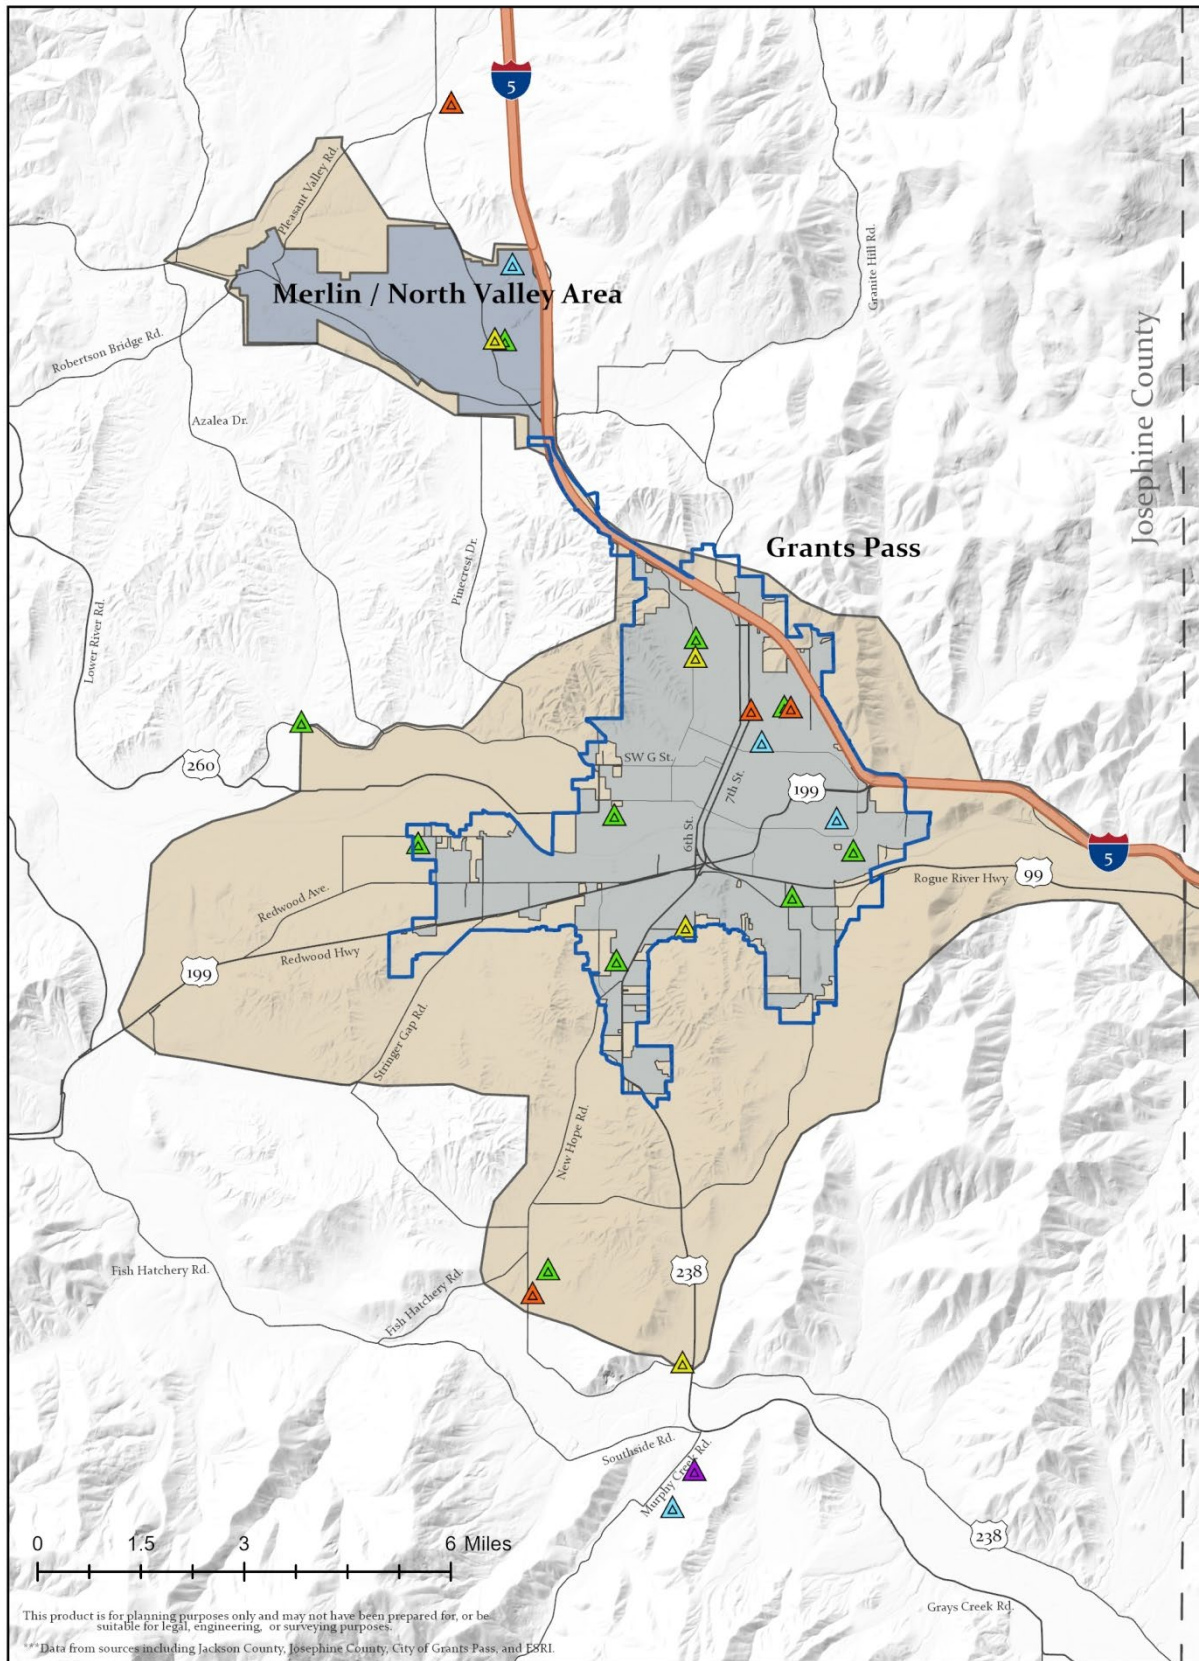 5
Pleasant Valley Rd.
Granite Hill Rd.
Merlin / North Valley Area
Robertson Bridge Rd.
Josephine County
Azalea Dr.
Grants Pass
Pinecrest Dr.
Lower River Rd.
260
SW G St.
7th St.
199
6th St.
5
Rogue River Hwy
99
Redwood Ave.
Redwood Hwy
199
Stringer Gap Rd.
New Hope Rd.
Fish Hatchery Rd.
Fish Hatchery Rd.
238
Southside Rd.
Murphy Creek Rd.
238
0 1.5 3 6 Miles
Grays Creek Rd.
This product is for planning purposes only and may not have been prepared for, or be
suitable for legal, engineering, or surveying purposes.
***Data from sources including Jackson County, Josephine County, City of Grants Pass, and ESRI.